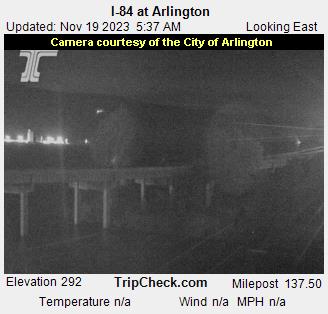 I-84 at Arlington
Updated: Nov 19 2023 5:37 AM Looking East
Camera courtesy of the City of Arlington
Elevation 292 TripCheck.com Milepost 137.50
Temperature n/a Wind n/a MPH n/a